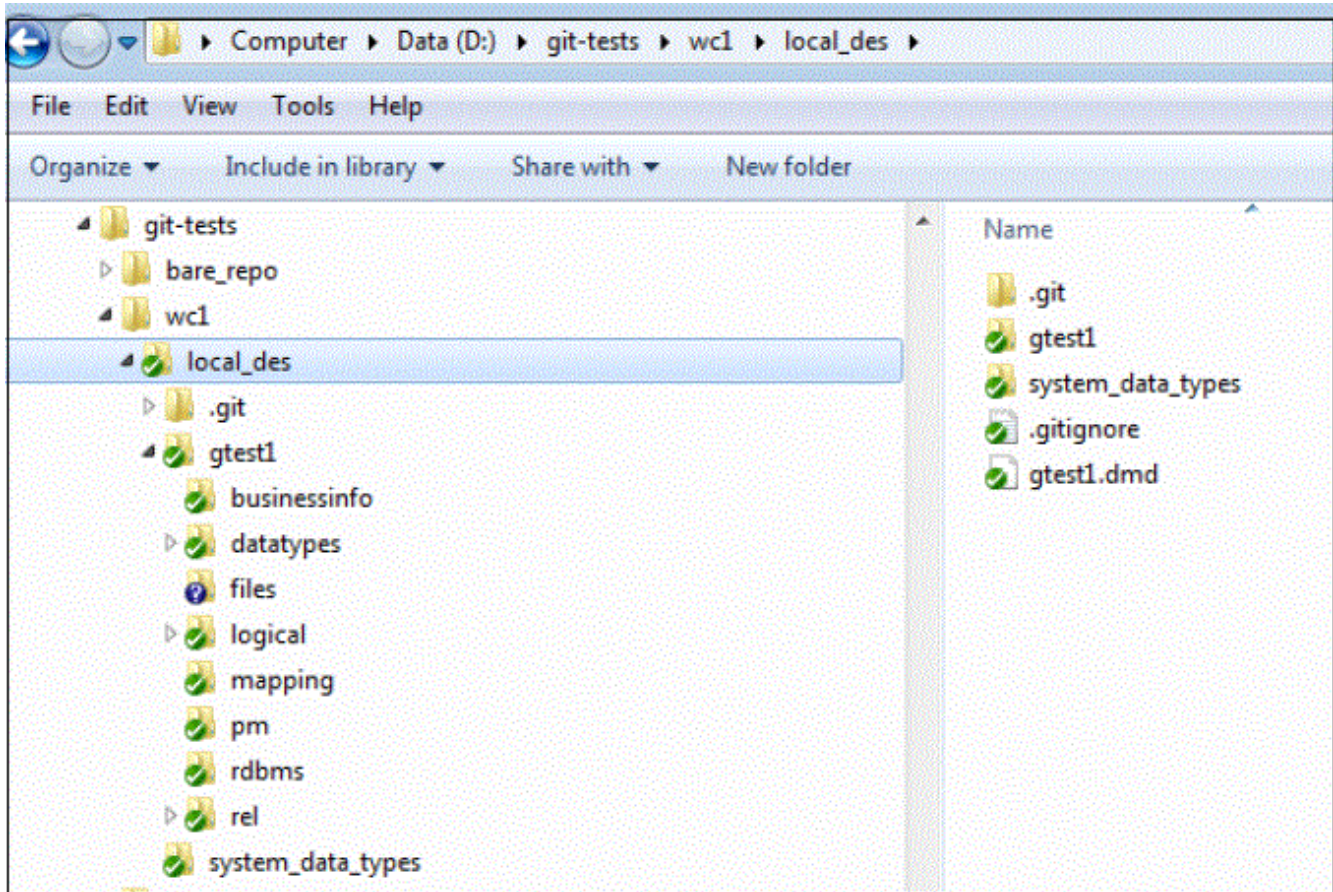 Computer Data (D:) git-tests wc1 local_des
File Edit View Tools Help
Organize Include in library Share with New folder
git-tests
bare_repo
wc1
local_des
.git
gtest1
businessinfo
datatypes
files
logical
mapping
pm
rdbms
rel
system_data_types
Name
.git
gtest1
system_data_types
.gitignore
gtest1.dmd